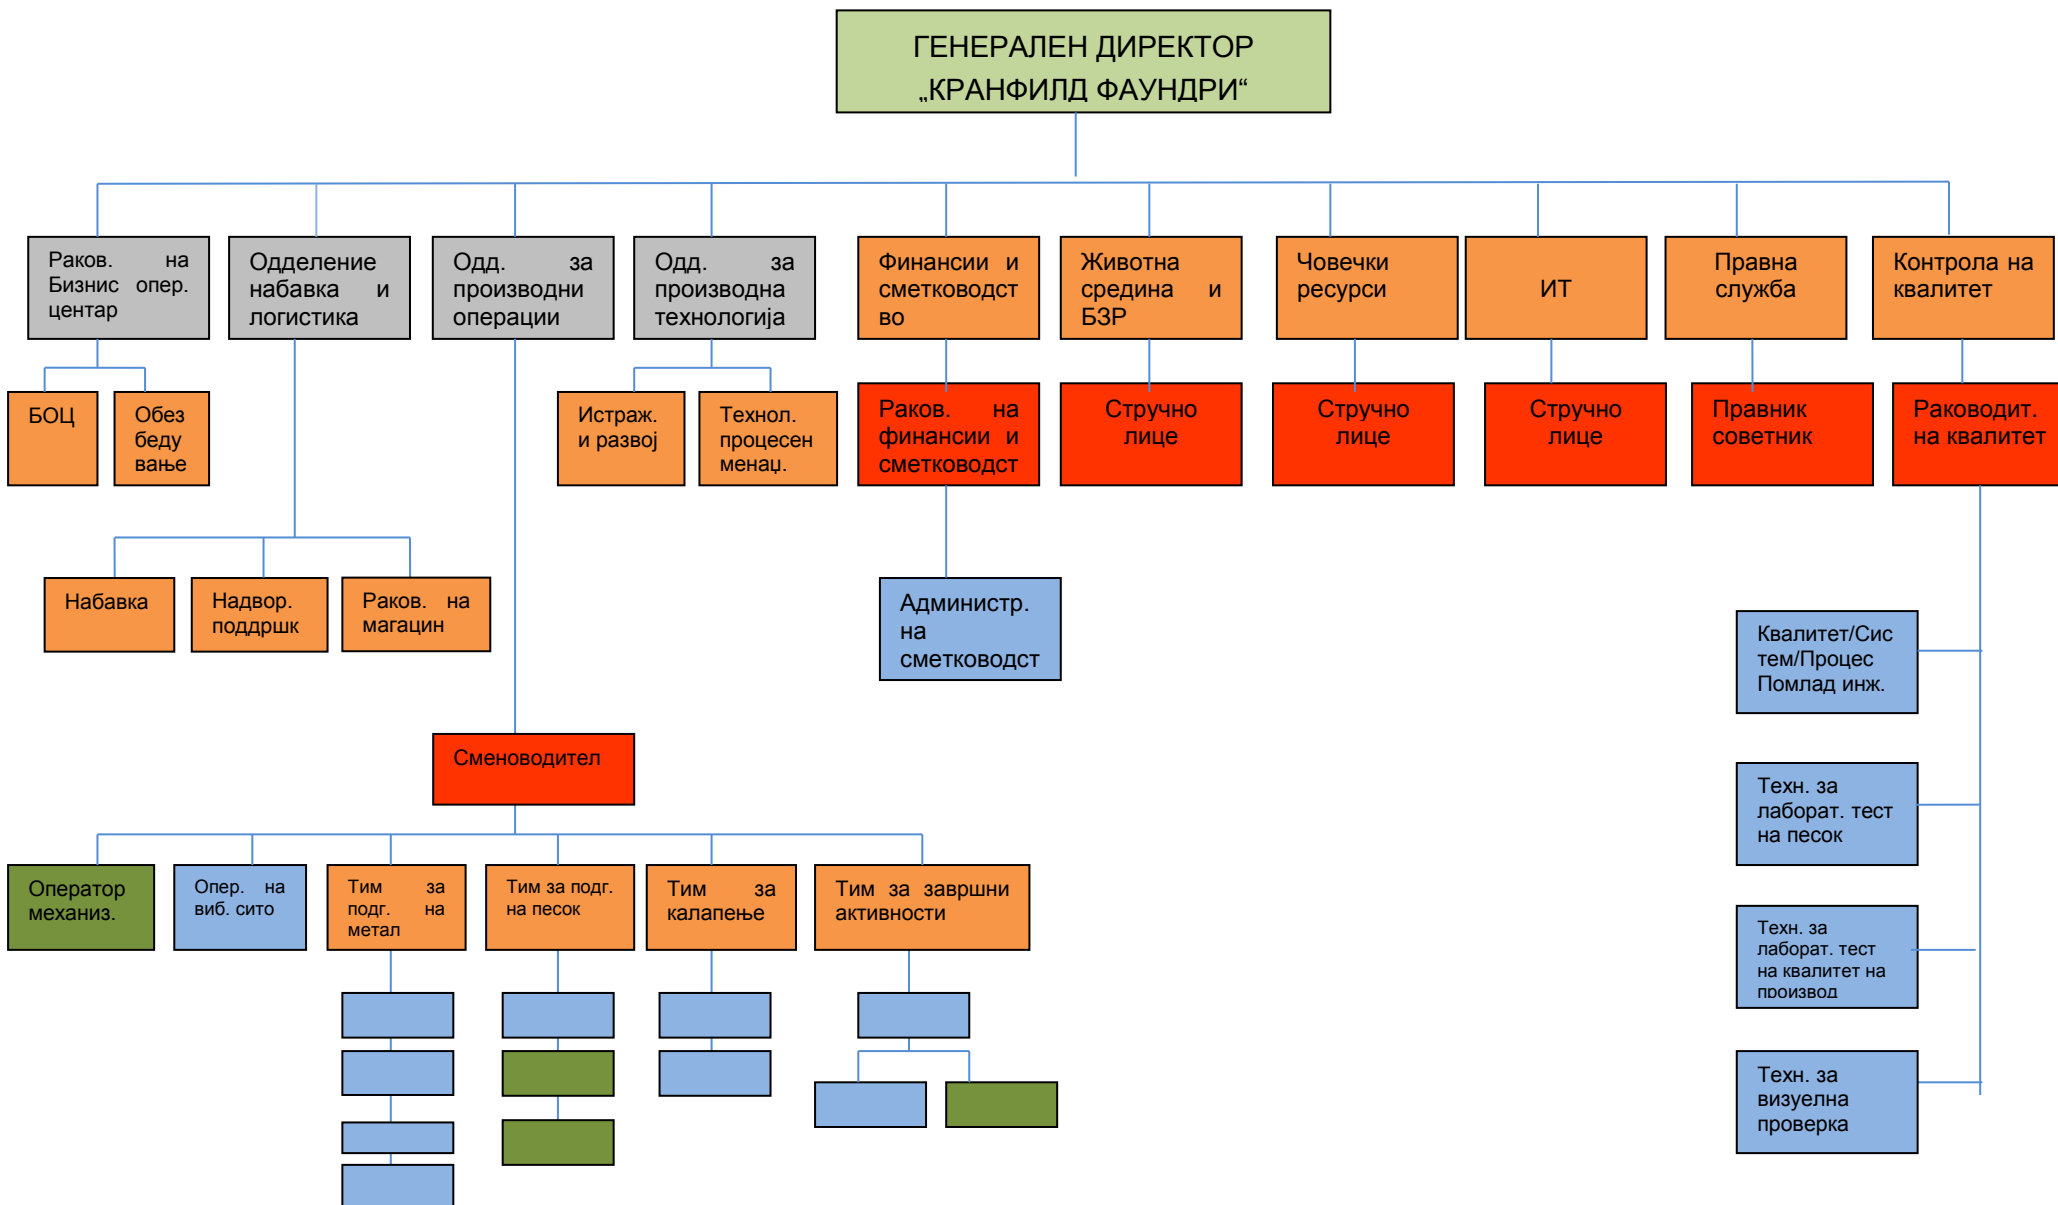 ГЕНЕРАЛЕН ДИРЕКТОР
„КРАНФИЛД ФАУНДРИ“
Раков. на
Бизнис опер.
центар
Одделение
набавка и
логистика
Одд. за
производни
операции
Одд. за
производна
технологија
Финансии и
сметководст
во
Животна
средина и
БЗР
Човечки
ресурси
ИТ
Правна
служба
Контрола на
квалитет
БОЦ
Обез
беду
вање
Истраж.
и развој
Технол.
процесен
менаџ.
Раков. на
финансии и
сметководст
Стручно
лице
Стручно
лице
Стручно
лице
Правник
советник
Раководит.
на квалитет
Набавка
Надвор.
поддршк
Раков. на
магацин
Администр.
на
сметководст
Квалитет/Сис
тем/Процес
Помлад инж.
Сменоводител
Техн. за
лаборат. тест
на песок
Оператор
механиз.
Опер. на
виб. сито
Тим за
подг. на
метал
Тим за подг.
на песок
Тим за
калапење
Тим за завршни
активности
Техн. за
лаборат. тест
на квалитет на
производ
Техн. за
визуелна
проверка